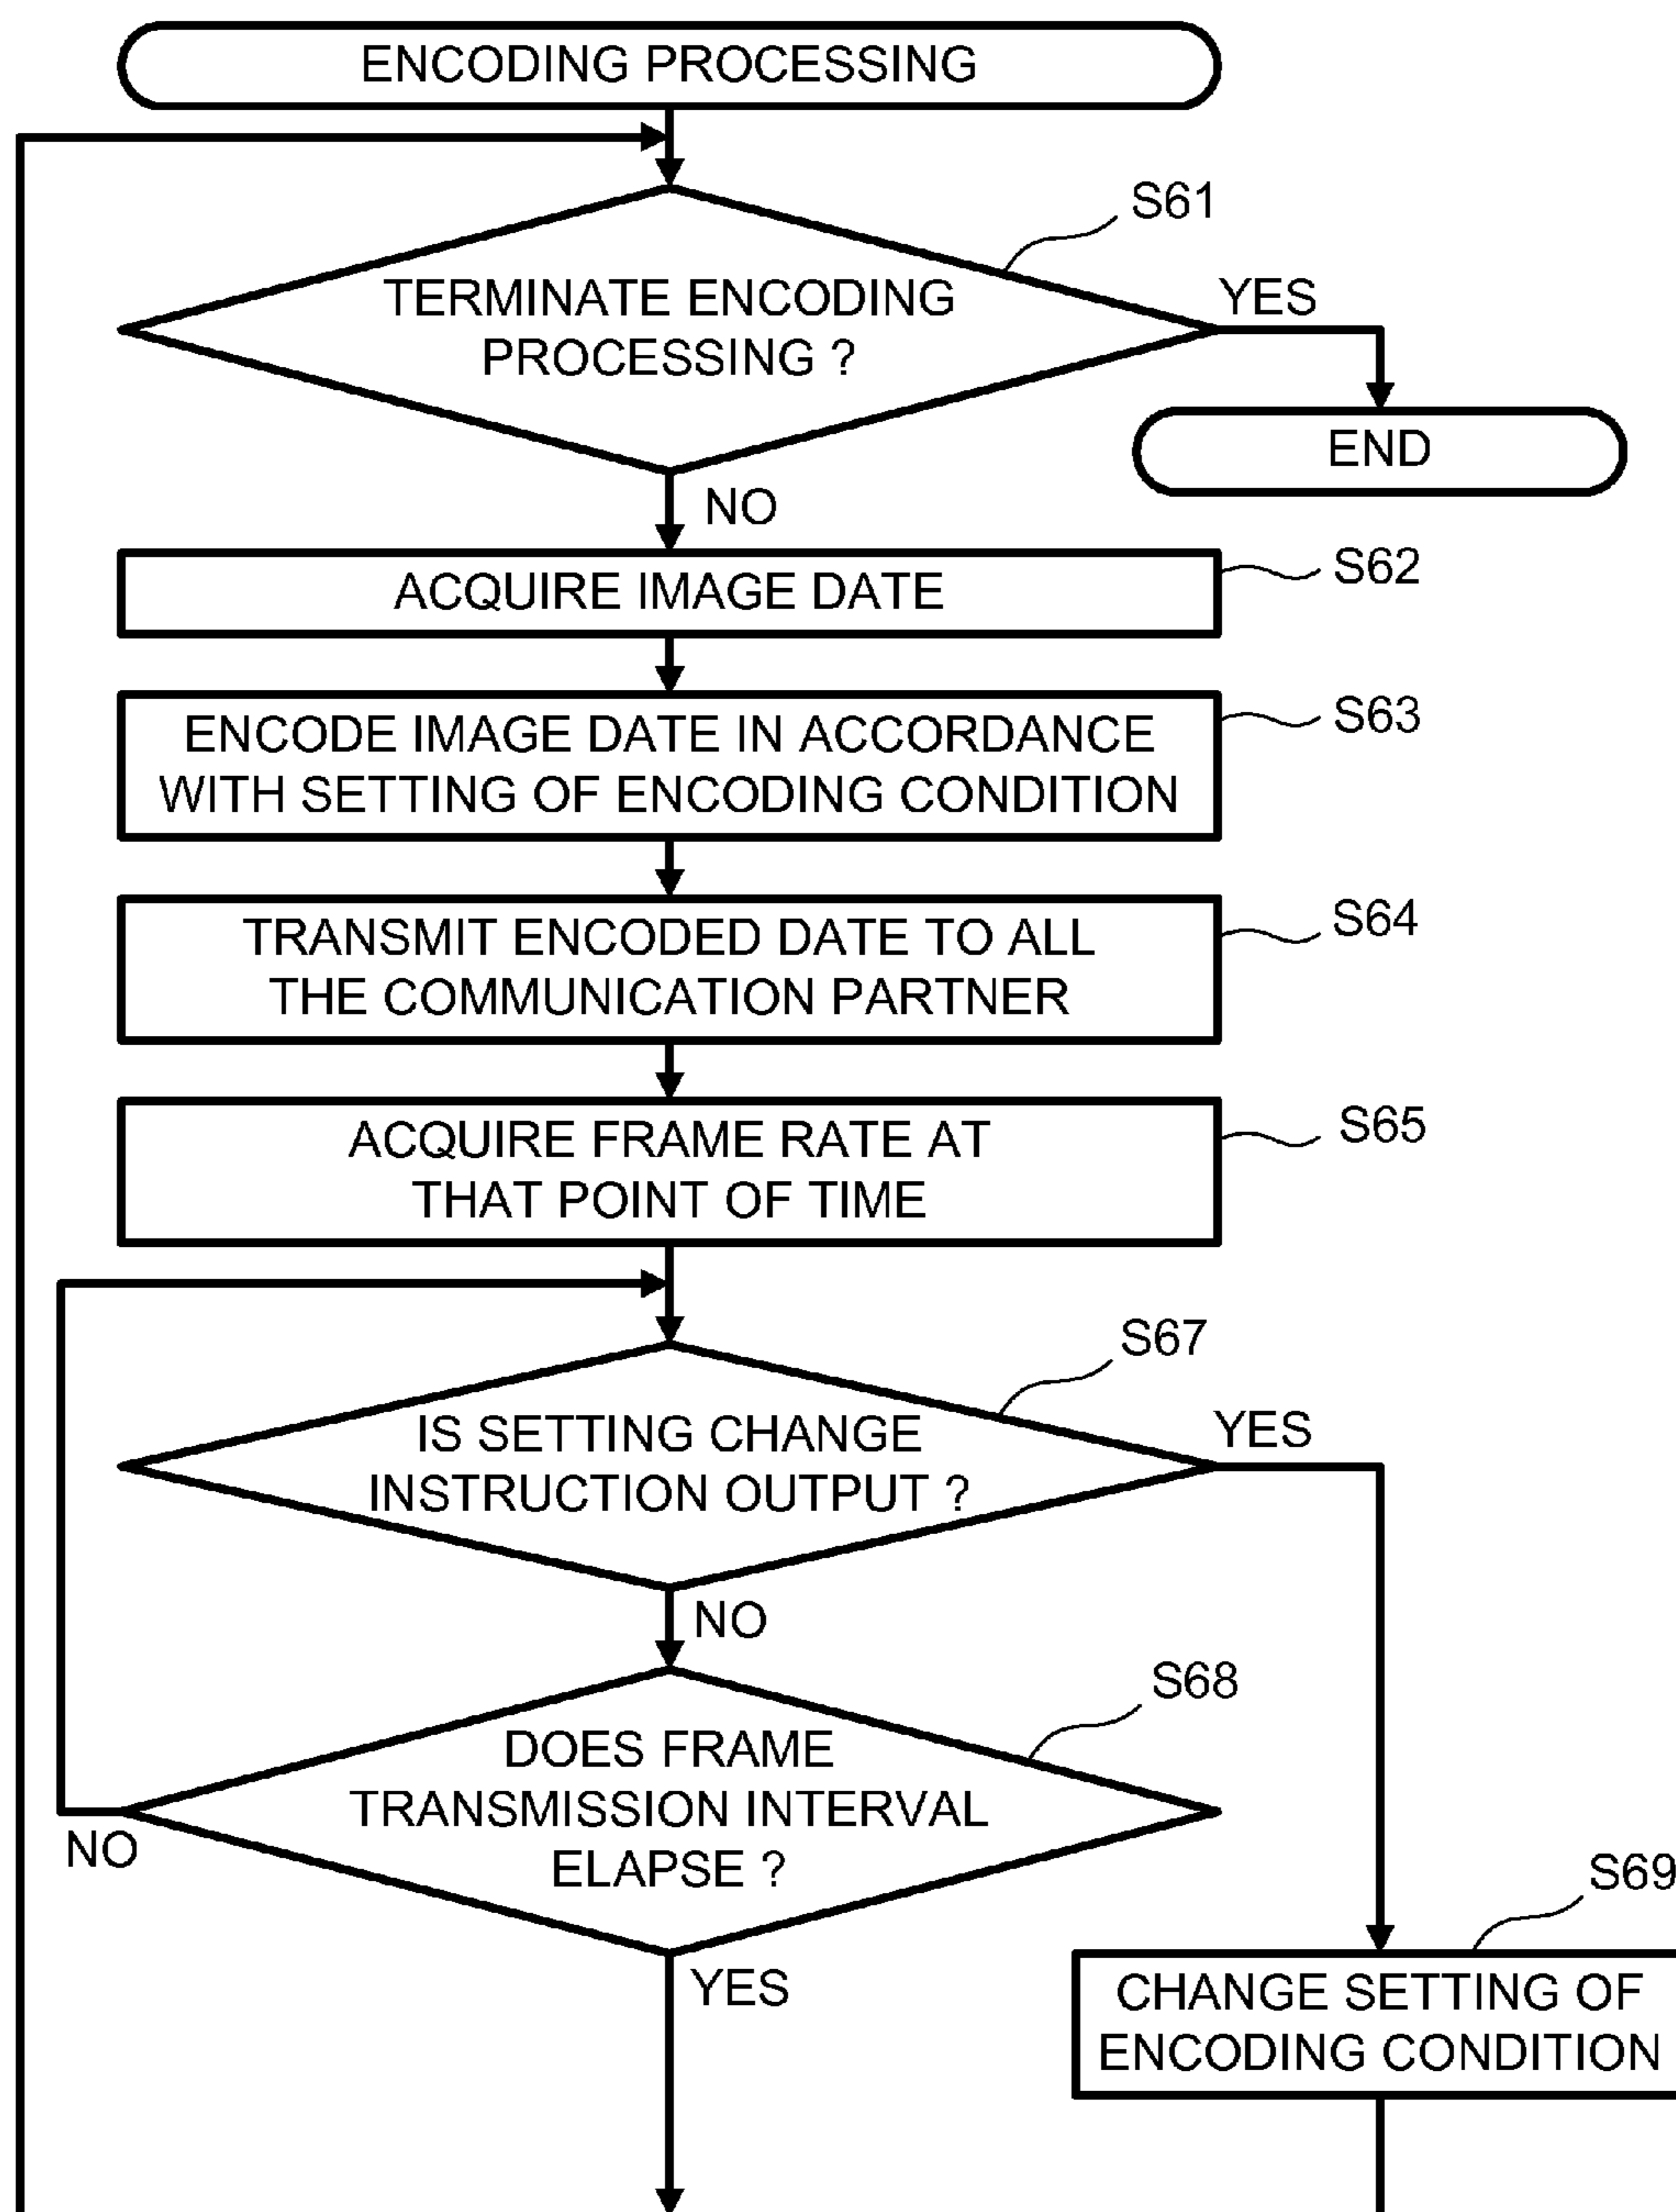 ENCODING PROCESSING
S61
TERMINATE ENCODING
PROCESSING ?
YES
END
NO
S62
ACQUIRE IMAGE DATE
S63
ENCODE IMAGE DATE IN ACCORDANCE
WITH SETTING OF ENCODING CONDITION
S64
TRANSMIT ENCODED DATE TO ALL
THE COMMUNICATION PARTNER
S65
ACQUIRE FRAME RATE AT
THAT POINT OF TIME
S67
IS SETTING CHANGE
INSTRUCTION OUTPUT ?
YES
NO
S68
DOES FRAME
TRANSMISSION INTERVAL
ELAPSE ?
NO
YES
S69
CHANGE SETTING OF
ENCODING CONDITION